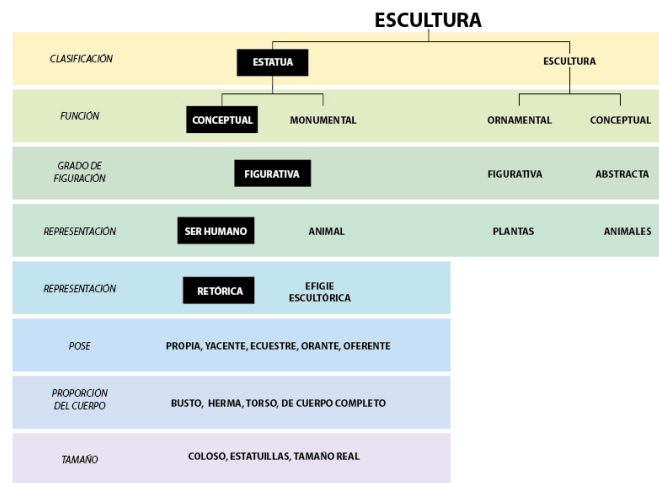 ESCULTURA
CLASIFICACIÓN
ESTATUA
ESCULTURA
FUNCIÓN
CONCEPTUAL
MONUMENTAL
ORNAMENTAL
CONCEPTUAL
GRADO DE
FIGURACIÓN
FIGURATIVA
FIGURATIVA
ABSTRACTA
REPRESENTACIÓN
SER HUMANO
ANIMAL
PLANTAS
ANIMALES
REPRESENTACIÓN
RETÓRICA
EFIGIE
ESCULTÓRICA
POSE
PROPIA, YACENTE, ECUESTRE, ORANTE, OFERENTE
PROPORCIÓN
DEL CUERPO
BUSTO, HERMA, TORSO, DE CUERPO COMPLETO
TAMAÑO
COLOSO, ESTATUILLAS, TAMAÑO REAL